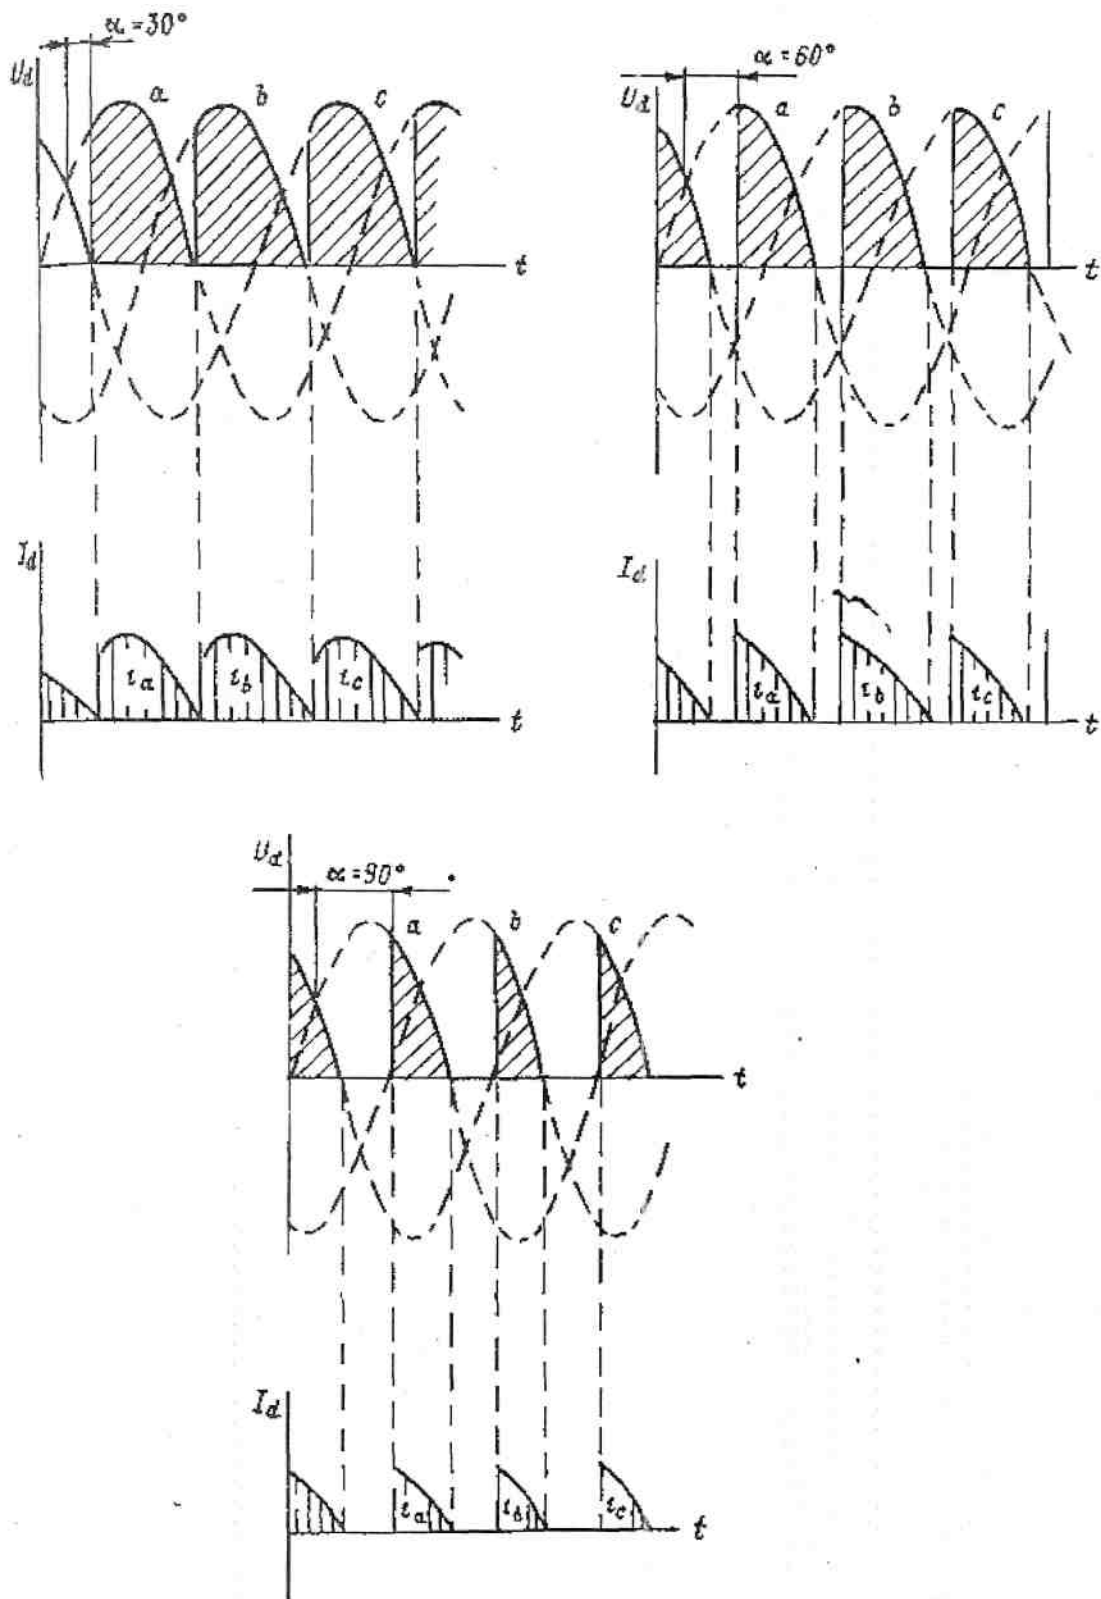 α = 30°
U_d
a
b
c
t
I_d
i_a
i_b
i_c
t
α = 60°
U_d
a
b
c
t
I_d
i_a
i_b
i_c
t
α = 90°
U_d
a
b
c
t
I_d
i_a
i_b
i_c
t